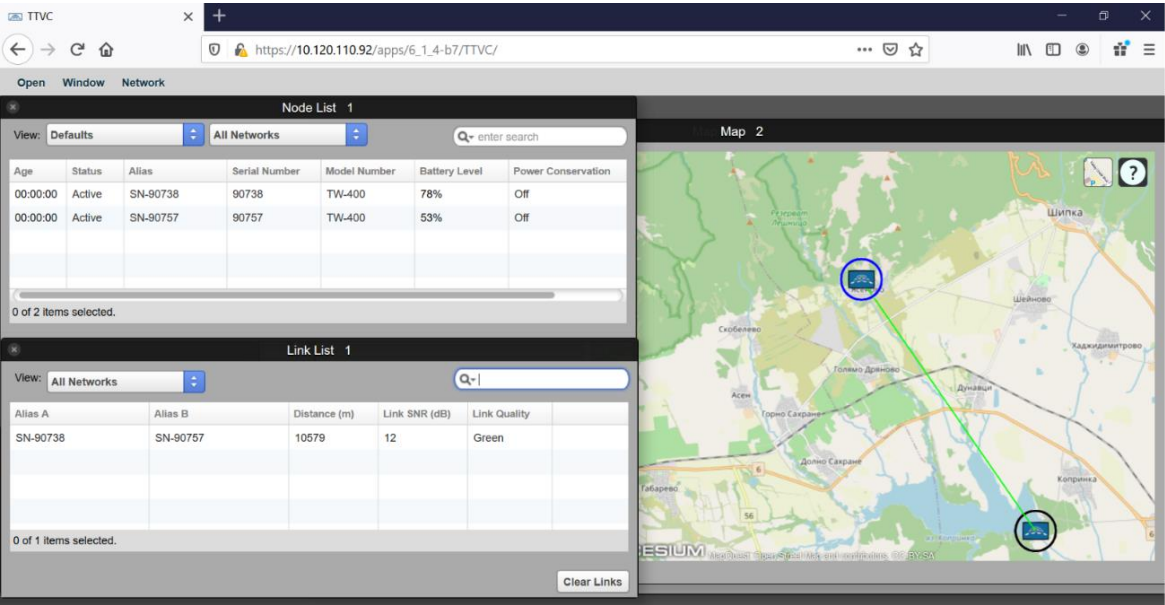 TTVC
https://10.120.110.92/apps/6_1_4-b7/TTVC/
Open Window Network
Node List 1
View: Defaults All Networks enter search
Age Status Alias Serial Number Model Number Battery Level Power Conservation
00:00:00 Active SN-90738 90738 TW-400 78% Off
00:00:00 Active SN-90757 90757 TW-400 53% Off
0 of 2 items selected.
Link List 1
View: All Networks
Alias A Alias B Distance (m) Link SNR (dB) Link Quality
SN-90738 SN-90757 10579 12 Green
0 of 1 items selected.
Clear Links
Map 2
?
Шипка
Шейново
Скобелево
Хаджидимитрово
Голямо Дряново
Дунавци
Асен
Горно Сахране
Долно Сахране
6
Копринка
Габарево
56
6
CESIUM